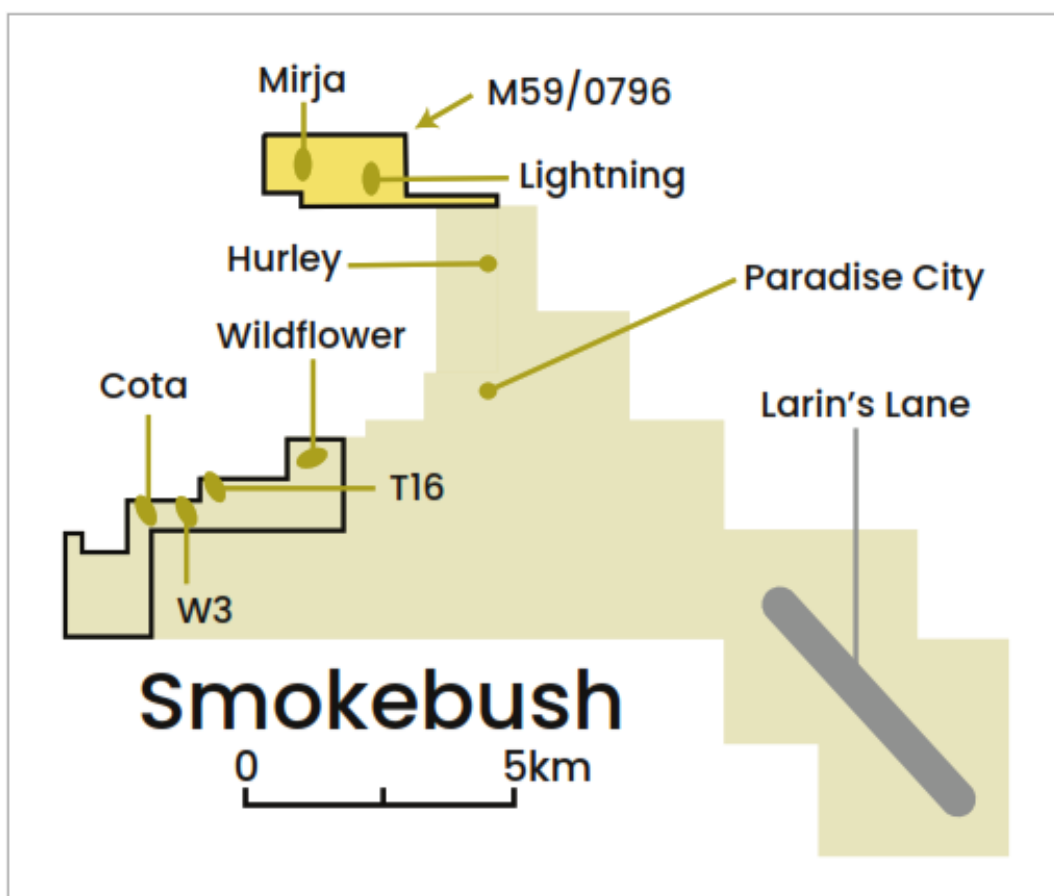 Mirja
M59/0796
Lightning
Hurley
Paradise City
Wildflower
Cota
Larin’s Lane
T16
W3
Smokebush
0 5km